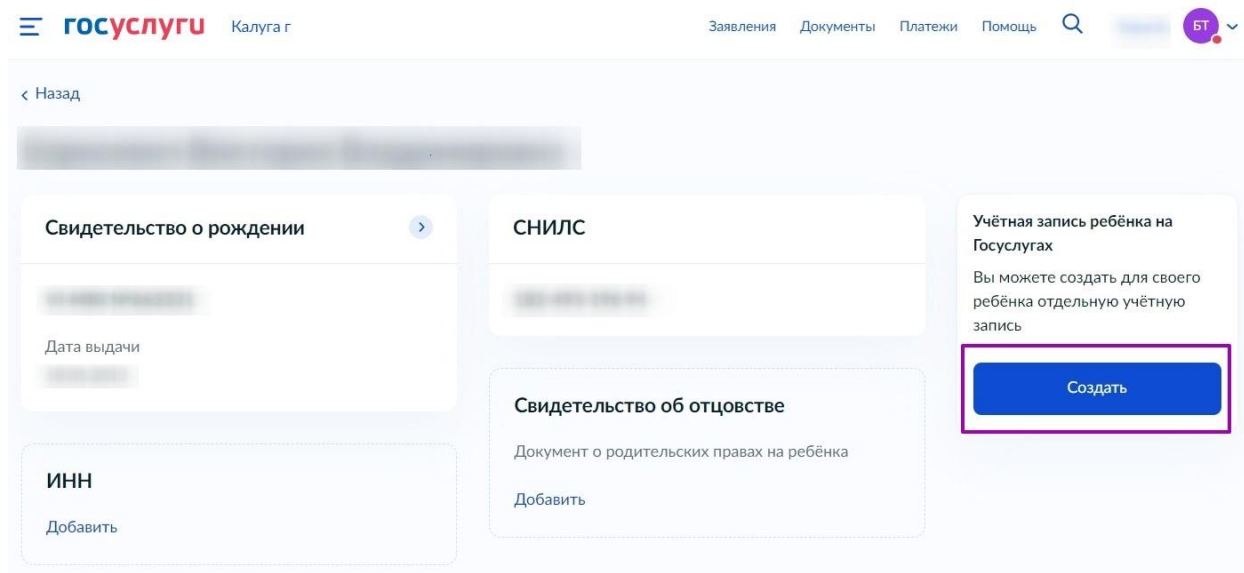 госуслуги Калуга г Заявления Документы Платежи Помощь БТ
Назад
Свидетельство о рождении
Дата выдачи
ИНН
Добавить
СНИЛС
Свидетельство об отцовстве
Документ о родительских правах на ребёнка
Добавить
Учётная запись ребёнка на
Госуслугах
Вы можете создать для своего
ребёнка отдельную учётную
запись
Создать